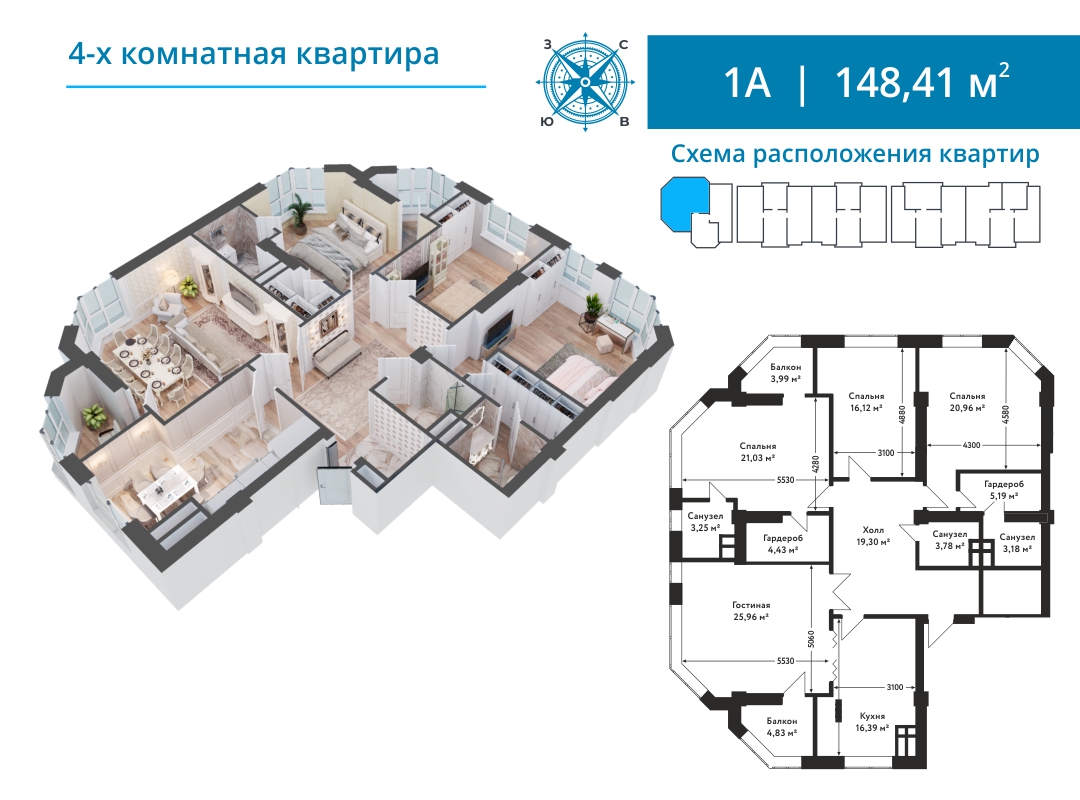 4-х комнатная квартира
З
С
Ю
В
1А | 148,41 м²
Схема расположения квартир
Балкон
3,99 м²
Спальня
16,12 м²
4880
3100
Спальня
20,96 м²
4580
4300
Спальня
21,03 м²
4280
5530
Гардероб
5,19 м²
Санузел
3,25 м²
Гардероб
4,43 м²
Холл
19,30 м²
Санузел
3,78 м²
Санузел
3,18 м²
Гостиная
25,96 м²
5060
5530
3100
Балкон
4,83 м²
Кухня
16,39 м²